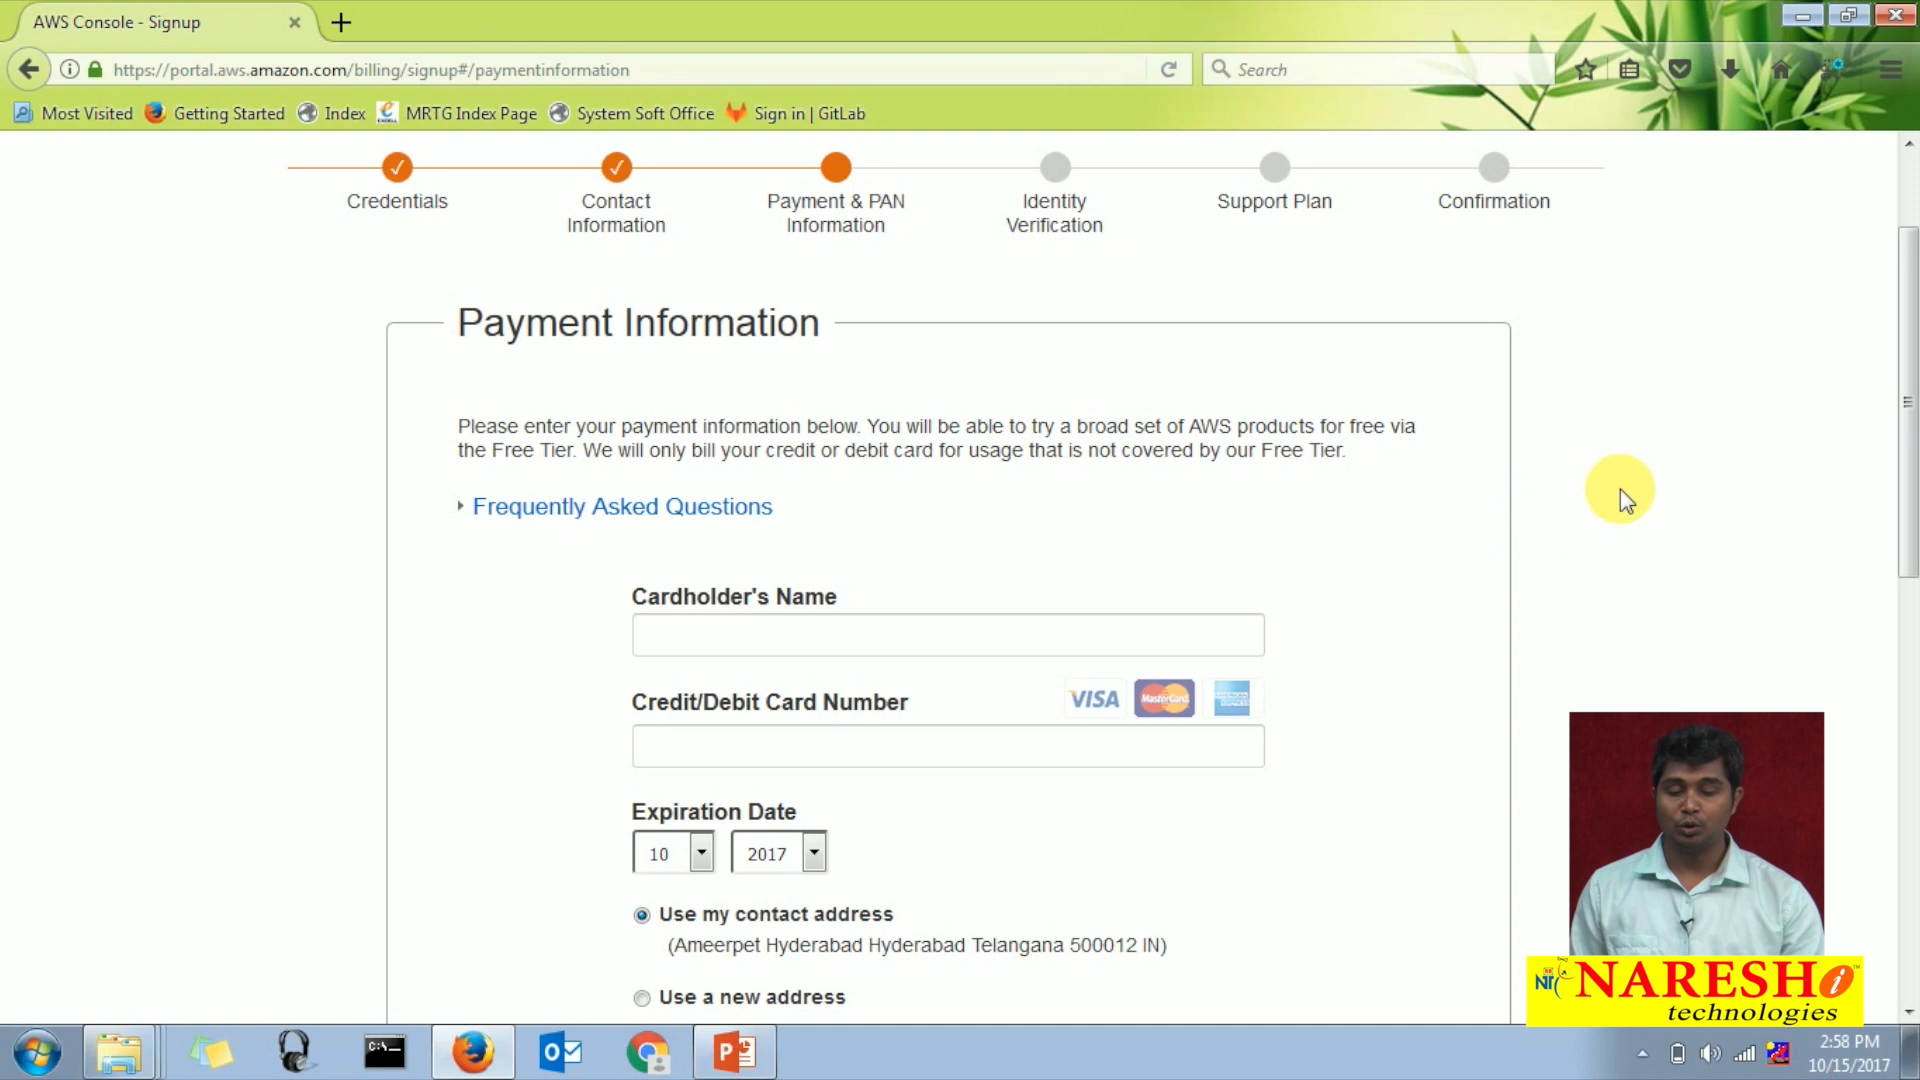 AWS Console - Signup
https://portal.aws.amazon.com/billing/signup#/paymentinformation
Search
Most Visited
Getting Started
Index
MRTG Index Page
System Soft Office
Sign in | GitLab
Credentials
Contact
Information
Payment & PAN
Information
Identity
Verification
Support Plan
Confirmation
Payment Information
Please enter your payment information below. You will be able to try a broad set of AWS products for free via
the Free Tier. We will only bill your credit or debit card for usage that is not covered by our Free Tier.
Frequently Asked Questions
Cardholder's Name
Credit/Debit Card Number
VISA
MasterCard
Expiration Date
10
2017
Use my contact address
(Ameerpet Hyderabad Hyderabad Telangana 500012 IN)
Use a new address
NARESH i
technologies
2:58 PM
10/15/2017